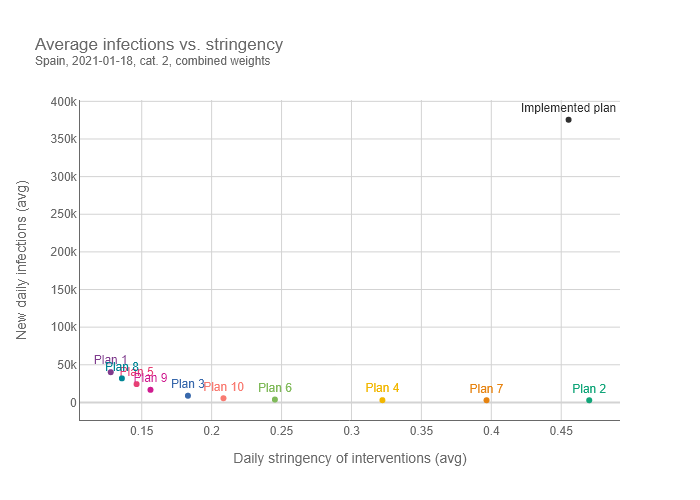 Average infections vs. stringency
Spain, 2021-01-18, cat. 2, combined weights
400k
350k
300k
250k
200k
150k
100k
50k
0
New daily infections (avg)
Implemented plan
Plan 1
Plan 8
Plan 5
Plan 9
Plan 3
Plan 10
Plan 6
Plan 4
Plan 7
Plan 2
0.15
0.2
0.25
0.3
0.35
0.4
0.45
Daily stringency of interventions (avg)